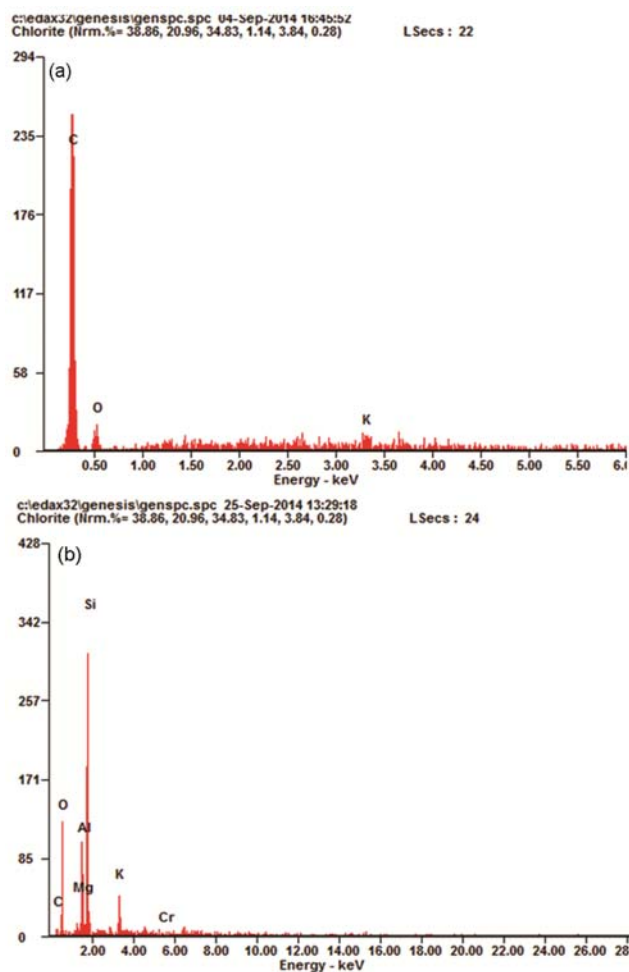 c:\edax32\genesis\genspc.spc 04-Sep-2014 16:45:52
Chlorite (Nrm.%= 38.86, 20.96, 34.83, 1.14, 3.84, 0.28) LSecs : 22
294
(a)
235
C
176
117
58
O
K
0
0.50 1.00 1.50 2.00 2.50 3.00 3.50 4.00 4.50 5.00 5.50 6.0
Energy - keV
c:\edax32\genesis\genspc.spc 25-Sep-2014 13:29:18
Chlorite (Nrm.%= 38.86, 20.96, 34.83, 1.14, 3.84, 0.28) LSecs : 24
428
(b)
Si
342
257
171
O
Al
85
Mg
K
C
Cr
0
2.00 4.00 6.00 8.00 10.00 12.00 14.00 16.00 18.00 20.00 22.00 24.00 26.00 28
Energy - keV